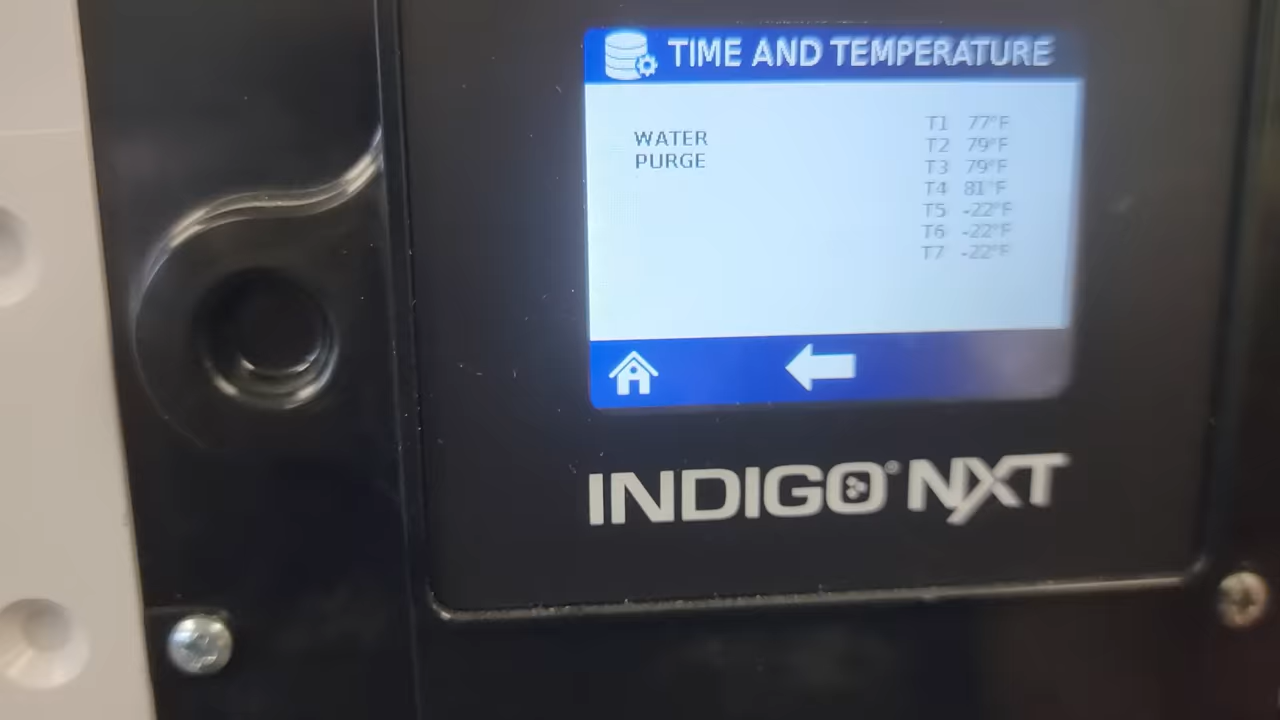 TIME AND TEMPERATURE
WATER
PURGE
T1 77°F
T2 79°F
T3 79°F
T4 81°F
T5 -22°F
T6 -22°F
T7 -22°F
INDIGO® NXT